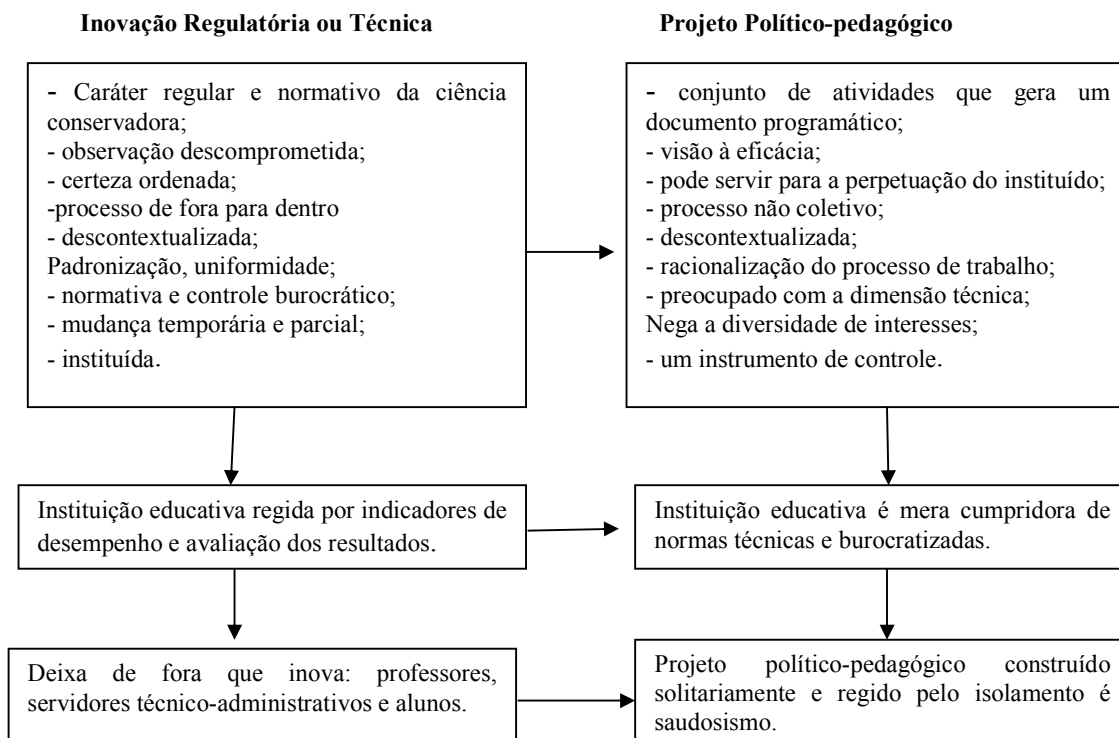 Inovação Regulatória ou Técnica
Projeto Político-pedagógico
- Caráter regular e normativo da ciência
conservadora;
- observação descomprometida;
- certeza ordenada;
-processo de fora para dentro
- descontextualizada;
Padronização, uniformidade;
- normativa e controle burocrático;
- mudança temporária e parcial;
- instituída.
- conjunto de atividades que gera um
documento programático;
- visão à eficácia;
- pode servir para a perpetuação do instituído;
- processo não coletivo;
- descontextualizada;
- racionalização do processo de trabalho;
- preocupado com a dimensão técnica;
Nega a diversidade de interesses;
- um instrumento de controle.
Instituição educativa regida por indicadores de
desempenho e avaliação dos resultados.
Instituição educativa é mera cumpridora de
normas técnicas e burocratizadas.
Deixa de fora que inova: professores,
servidores técnico-administrativos e alunos.
Projeto político-pedagógico construído
solitariamente e regido pelo isolamento é
saudosismo.